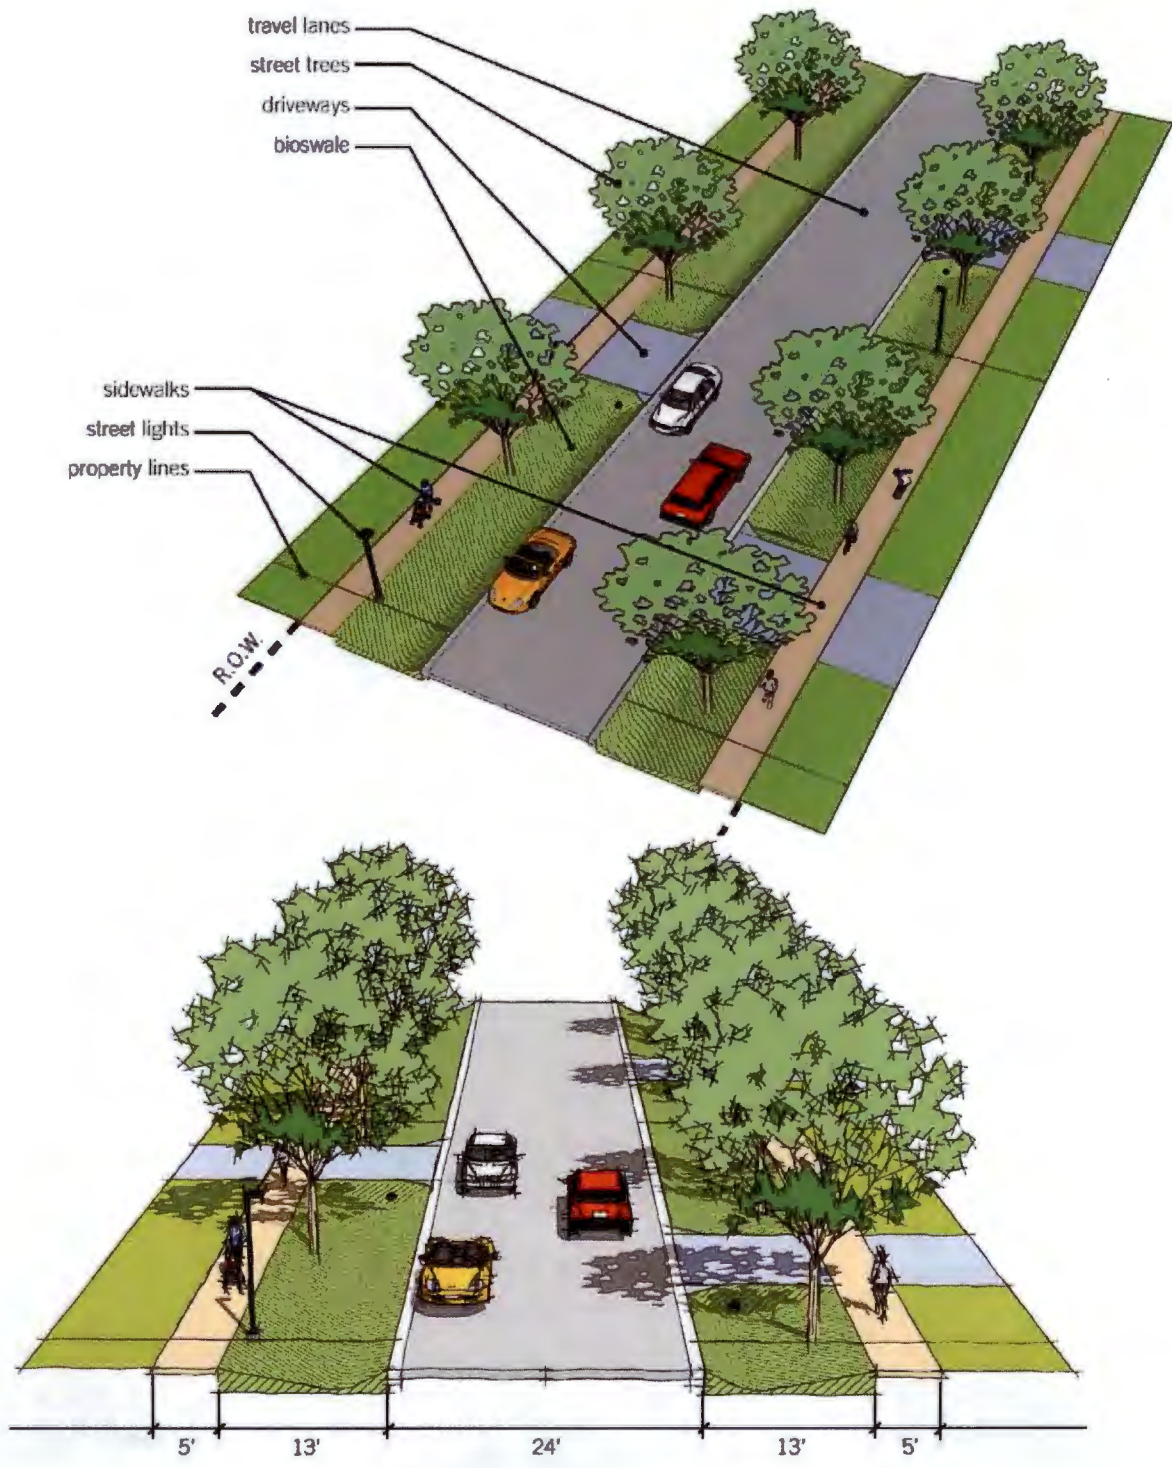 travel lanes
street trees
driveways
bioswale
sidewalks
street lights
property lines
R.O.W.
5'
13'
24'
13'
5'